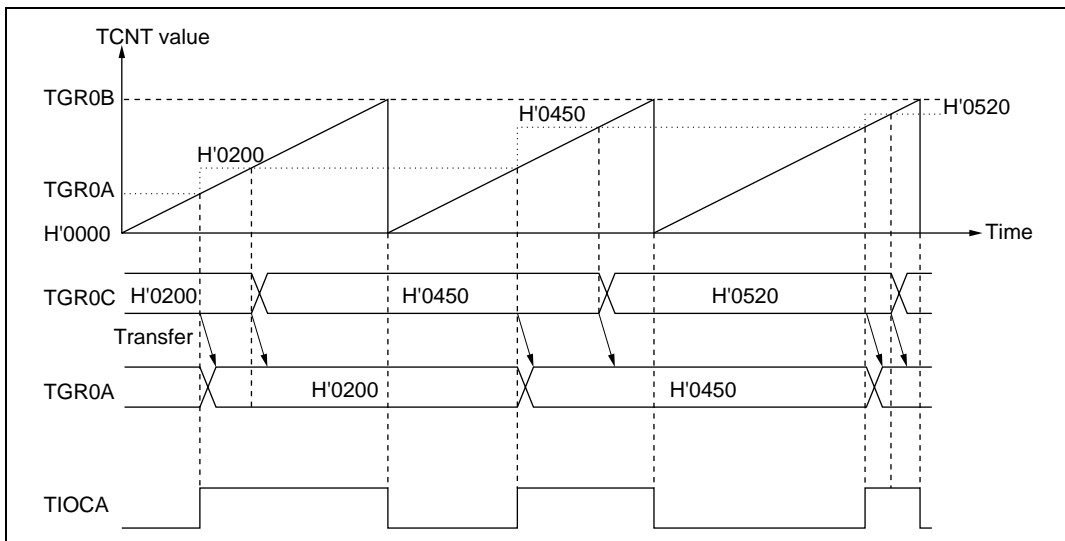 TCNT value
TGR0B
H'0520
H'0450
H'0200
TGR0A
H'0000
Time
TGR0C
H'0200
H'0450
H'0520
Transfer
TGR0A
H'0200
H'0450
TIOCA